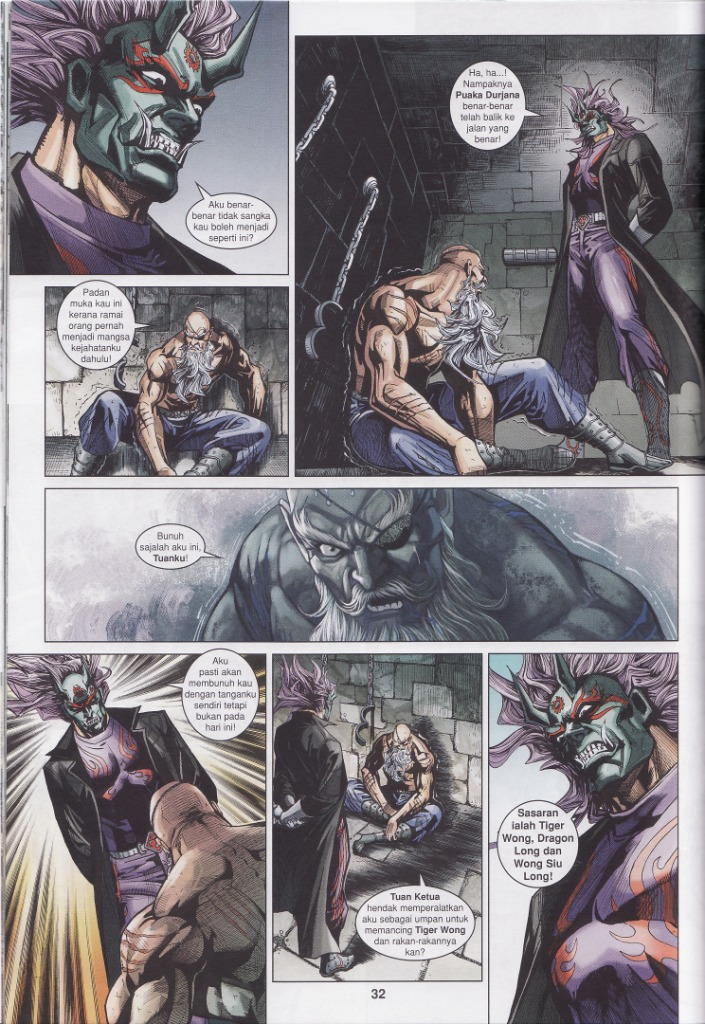 Aku benar-
benar tidak sangka
kau boleh menjadi
seperti ini?
Ha, ha...!
Nampaknya
Puaka Durjana
benar-benar
telah balik ke
jalan yang
benar!
Padan
muka kau ini
kerana ramai
orang pernah
menjadi mangsa
kejahatanku
dahulu!
Bunuh
sajalah aku ini,
Tuanku!
Aku
pasti akan
membunuh kau
dengan tanganku
sendiri tetapi
bukan pada
hari ini!
Tuan Ketua
hendak memperalatkan
aku sebagai umpan untuk
memancing Tiger Wong
dan rakan-rakannya
kan?
Sasaran
ialah Tiger
Wong, Dragon
Long dan
Wong Siu
Long!
32